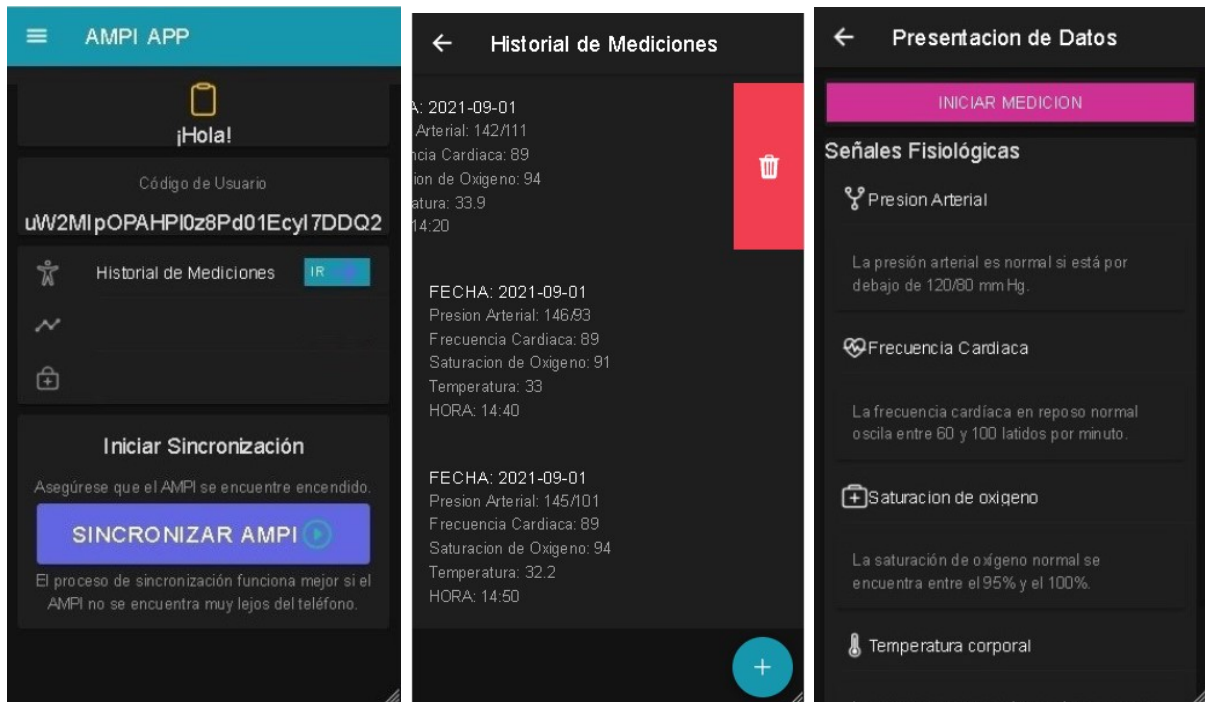 AMPI APP
¡Hola!
Código de Usuario
Historial de Mediciones
IR
Iniciar Sincronización
Asegúrese que el AMPI se encuentre encendido.
SINCRONIZAR AMPI
El proceso de sincronización funciona mejor si el
AMPI no se encuentra muy lejos del teléfono.
Historial de Mediciones
A: 2021-09-01
Arterial: 142/111
ncia Cardiaca: 89
ion de Oxigeno: 94
atura: 33.9
14:20
FECHA: 2021-09-01
Presion Arterial: 146/93
Frecuencia Cardiaca: 89
Saturacion de Oxigeno: 91
Temperatura: 33
HORA: 14:40
FECHA: 2021-09-01
Presion Arterial: 145/101
Frecuencia Cardiaca: 89
Saturacion de Oxigeno: 94
Temperatura: 32.2
HORA: 14:50
+
Presentacion de Datos
INICIAR MEDICION
Señales Fisiológicas
Presion Arterial
La presión arterial es normal si está por
debajo de 120/80 mm Hg.
Frecuencia Cardiaca
La frecuencia cardíaca en reposo normal
oscila entre 60 y 100 latidos por minuto.
Saturacion de oxigeno
La saturación de oxígeno normal se
encuentra entre el 95% y el 100%.
Temperatura corporal